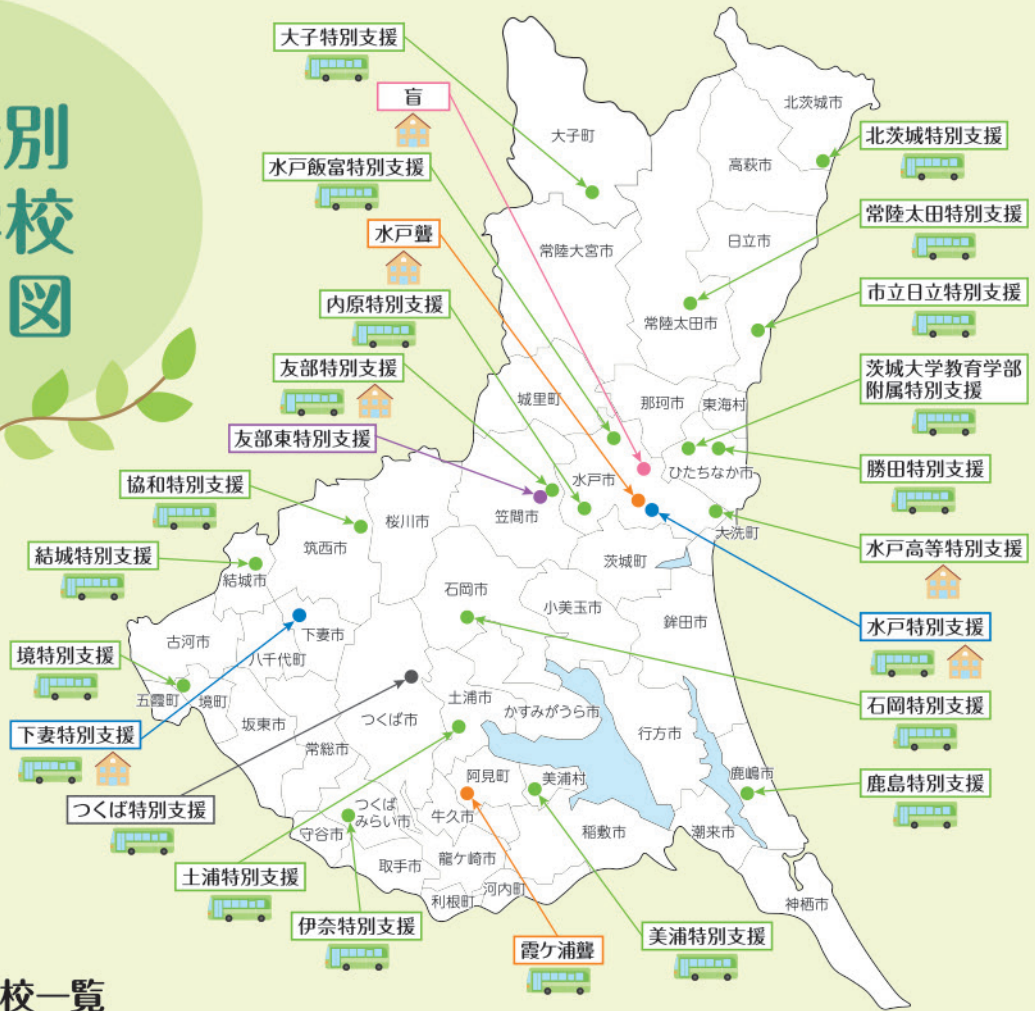 別
校
図
大子特別支援
盲
水戸飯富特別支援
水戸聾
内原特別支援
友部特別支援
友部東特別支援
協和特別支援
結城特別支援
境特別支援
下妻特別支援
つくば特別支援
土浦特別支援
伊奈特別支援
霞ケ浦聾
美浦特別支援
北茨城特別支援
常陸太田特別支援
市立日立特別支援
茨城大学教育学部
附属特別支援
勝田特別支援
水戸高等特別支援
水戸特別支援
石岡特別支援
鹿島特別支援
北茨城市
大子町
高萩市
日立市
常陸大宮市
常陸太田市
城里町
那珂市
東海村
ひたちなか市
水戸市
笠間市
大洗町
桜川市
筑西市
茨城町
結城市
石岡市
小美玉市
鉾田市
古河市
下妻市
八千代町
五霞町
境町
坂東市
つくば市
土浦市
かすみがうら市
行方市
常総市
阿見町
美浦村
鹿嶋市
つくば
みらい市
守谷市
牛久市
稲敷市
潮来市
取手市
龍ケ崎市
利根町
河内町
神栖市
校一覧